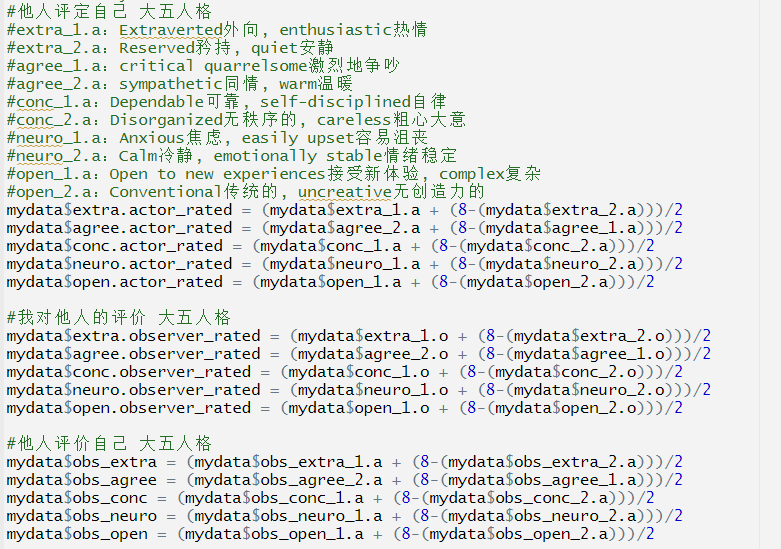 #他人评定自己 大五人格
#extra_1.a：Extraverted外向, enthusiastic热情
#extra_2.a：Reserved矜持, quiet安静
#agree_1.a：critical quarrelsome激烈地争吵
#agree_2.a：sympathetic同情, warm温暖
#conc_1.a：Dependable可靠, self-disciplined自律
#conc_2.a：Disorganized无秩序的, careless粗心大意
#neuro_1.a：Anxious焦虑, easily upset容易沮丧
#neuro_2.a：Calm冷静, emotionally stable情绪稳定
#open_1.a：Open to new experiences接受新体验, complex复杂
#open_2.a：Conventional传统的, uncreative无创造力的
mydata$extra.actor_rated = (mydata$extra_1.a + (8-(mydata$extra_2.a)))/2
mydata$agree.actor_rated = (mydata$agree_2.a + (8-(mydata$agree_1.a)))/2
mydata$conc.actor_rated = (mydata$conc_1.a + (8-(mydata$conc_2.a)))/2
mydata$neuro.actor_rated = (mydata$neuro_1.a + (8-(mydata$neuro_2.a)))/2
mydata$open.actor_rated = (mydata$open_1.a + (8-(mydata$open_2.a)))/2
#我对他人的评价 大五人格
mydata$extra.observer_rated = (mydata$extra_1.o + (8-(mydata$extra_2.o)))/2
mydata$agree.observer_rated = (mydata$agree_2.o + (8-(mydata$agree_1.o)))/2
mydata$conc.observer_rated = (mydata$conc_1.o + (8-(mydata$conc_2.o)))/2
mydata$neuro.observer_rated = (mydata$neuro_1.o + (8-(mydata$neuro_2.o)))/2
mydata$open.observer_rated = (mydata$open_1.o + (8-(mydata$open_2.o)))/2
#他人评价自己 大五人格
mydata$obs_extra = (mydata$obs_extra_1.a + (8-(mydata$obs_extra_2.a)))/2
mydata$obs_agree = (mydata$obs_agree_2.a + (8-(mydata$obs_agree_1.a)))/2
mydata$obs_conc = (mydata$obs_conc_1.a + (8-(mydata$obs_conc_2.a)))/2
mydata$obs_neuro = (mydata$obs_neuro_1.a + (8-(mydata$obs_neuro_2.a)))/2
mydata$obs_open = (mydata$obs_open_1.a + (8-(mydata$obs_open_2.a)))/2